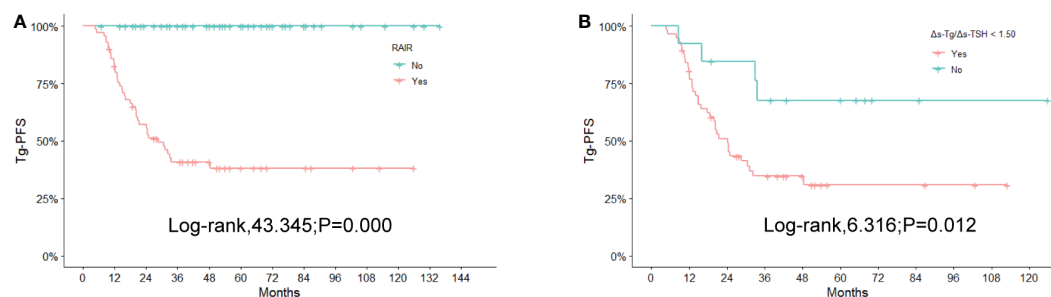 A
100%
75%
50%
25%
0%
Tg-PFS
RAIR
No
Yes
Log-rank,43.345;P=0.000
0 12 24 36 48 60 72 84 96 108 120 132 144
Months
B
100%
75%
50%
25%
0%
Tg-PFS
Δs-Tg/Δs-TSH < 1.50
Yes
No
Log-rank,6.316;P=0.012
0 12 24 36 48 60 72 84 96 108 120
Months